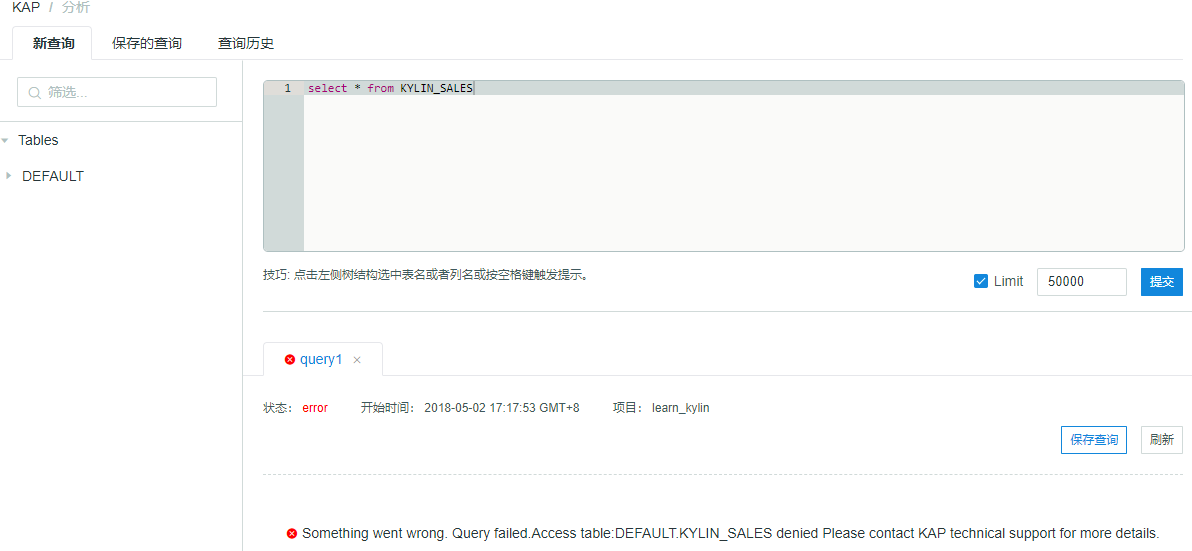 KAP / 分析
新查询 保存的查询 查询历史
筛选...
Tables
DEFAULT
1 select * from KYLIN_SALES
技巧: 点击左侧树结构选中表名或者列名或按空格键触发提示。
Limit 50000 提交
query1 ×
状态: error 开始时间: 2018-05-02 17:17:53 GMT+8 项目: learn_kylin
保存查询 刷新
Something went wrong. Query failed.Access table:DEFAULT.KYLIN_SALES denied Please contact KAP technical support for more details.